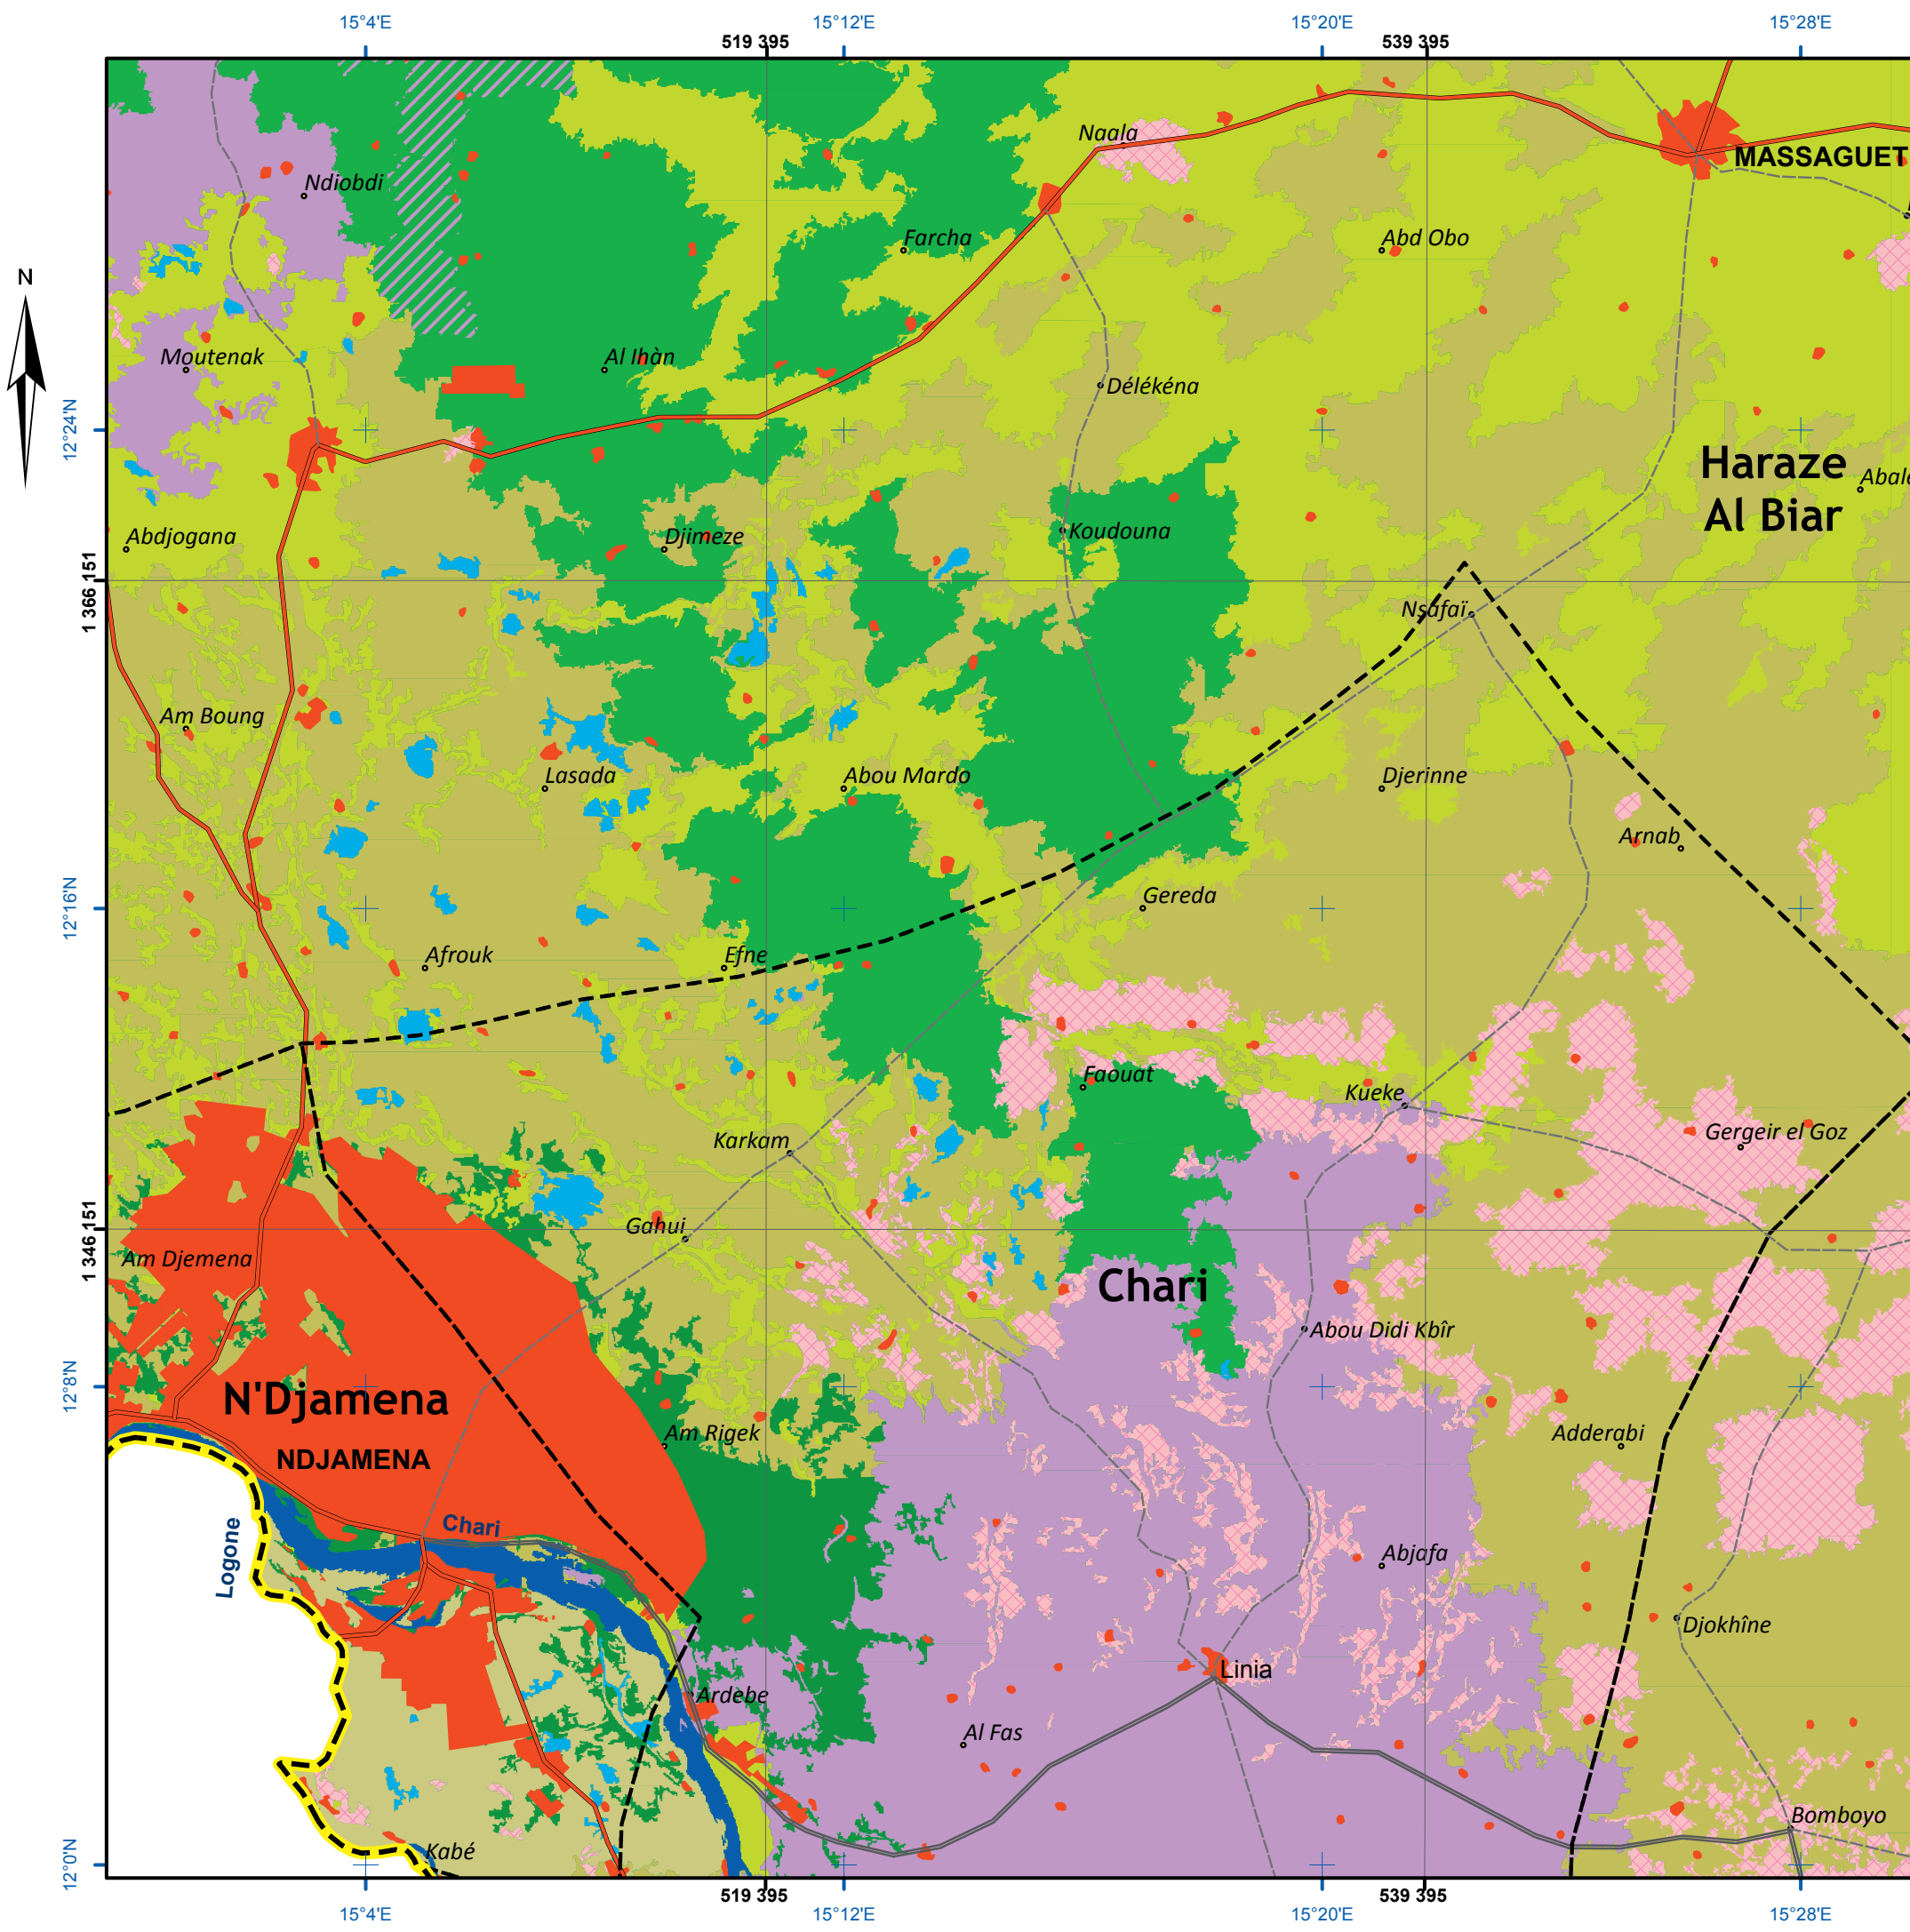 15°4'E
15°12'E
15°20'E
15°28'E
519 395
539 395
Naala
MASSAGUET
Ndiobdi
Farcha
Abd Obo
N
Moutenak
Al Ihàn
Délékéna
12°24'N
Haraze
Al Biar
Abdjogana
Djimeze
Koudouna
1 366 151
Nsafaï
Am Boung
Lasada
Abou Mardo
Djerinne
Arnab
Gereda
12°16'N
Afrouk
Efne
Faouat
Kueke
Karkam
Gergeir el Goz
Gahui
1 346 151
Am Djemena
Chari
Abou Didi Kbîr
12°8'N
N'Djamena
NDJAMENA
Am Rigek
Adderabi
Chari
Logone
Abjafa
Djokhîne
Linia
Ardebe
Al Fas
Bomboyo
Kabé
12°0'N
519 395
539 395
15°4'E
15°12'E
15°20'E
15°28'E